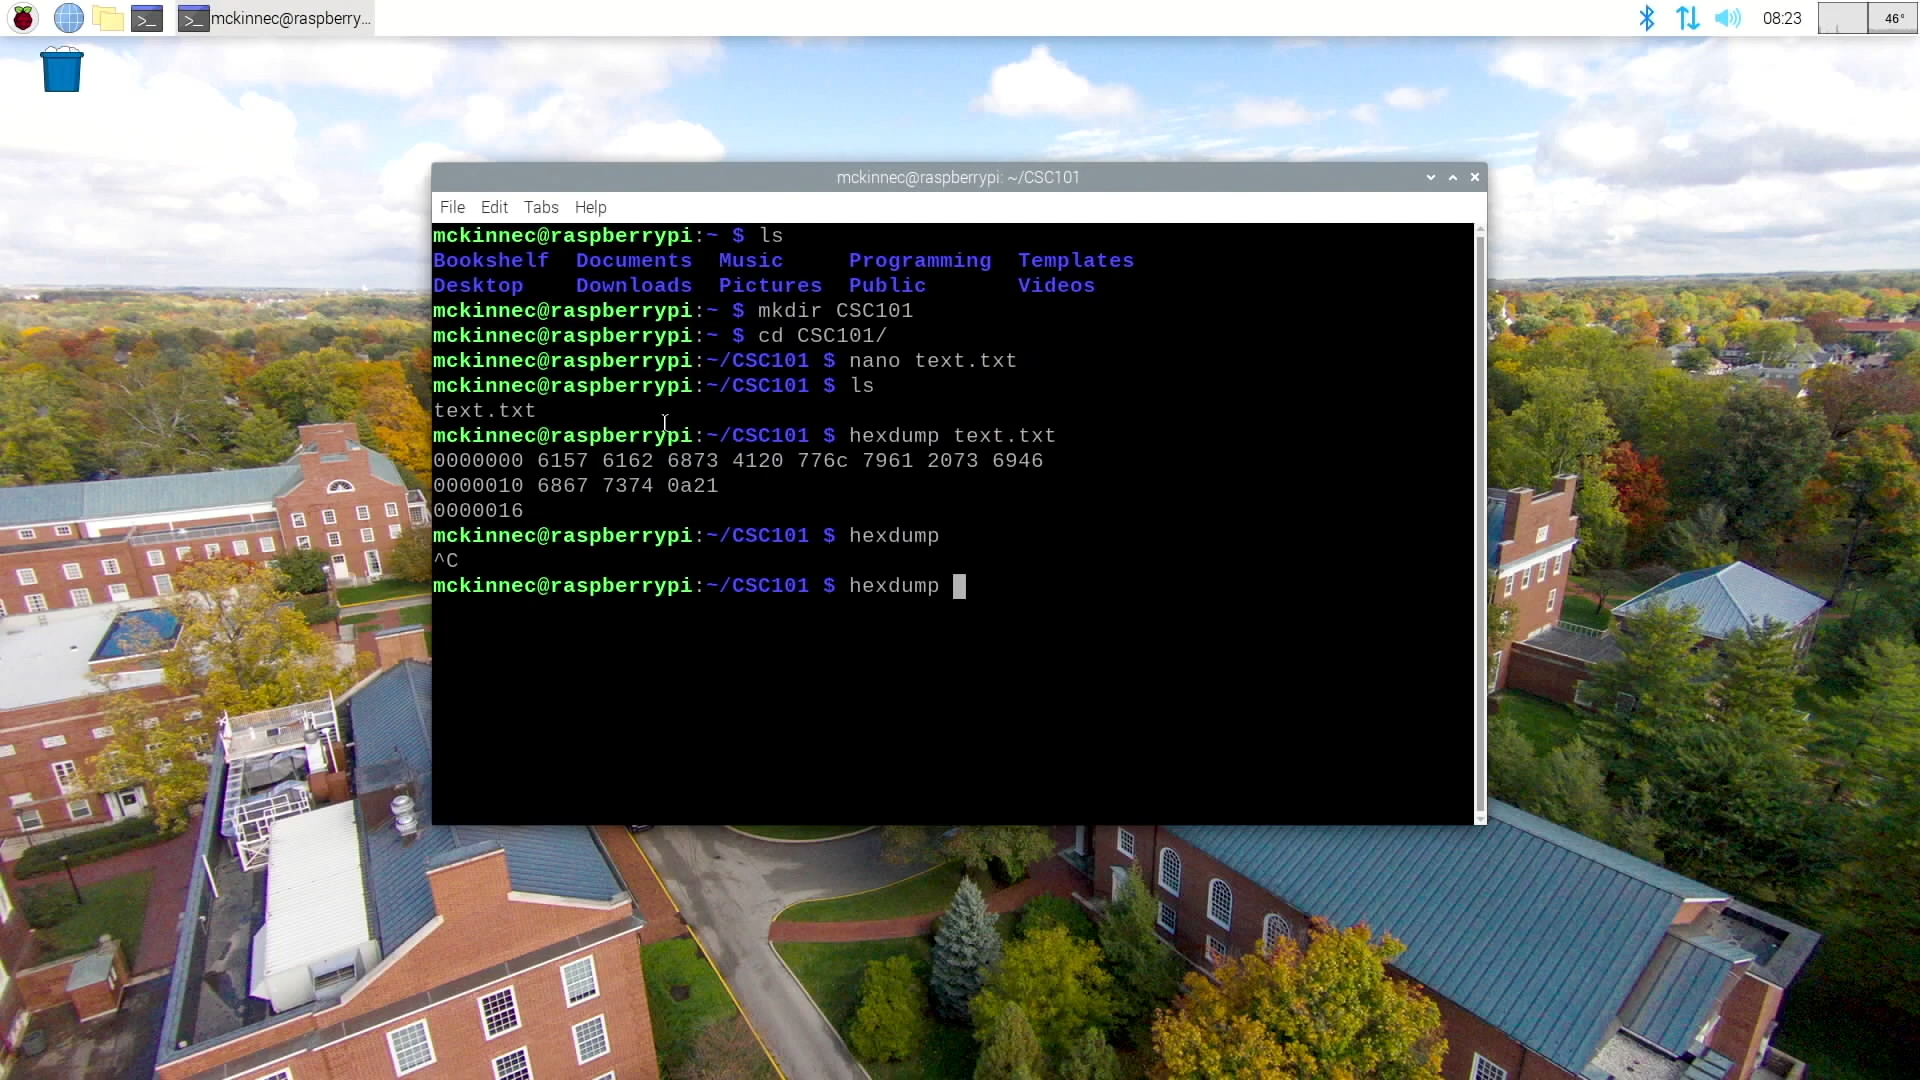 mckinnec@raspberry...
08:23
46°
mckinnec@raspberrypi: ~/CSC101
File Edit Tabs Help
mckinnec@raspberrypi:~ $ ls
Bookshelf Documents Music Programming Templates
Desktop Downloads Pictures Public Videos
mckinnec@raspberrypi:~ $ mkdir CSC101
mckinnec@raspberrypi:~ $ cd CSC101/
mckinnec@raspberrypi:~/CSC101 $ nano text.txt
mckinnec@raspberrypi:~/CSC101 $ ls
text.txt
mckinnec@raspberrypi:~/CSC101 $ hexdump text.txt
0000000 6157 6162 6873 4120 776c 7961 2073 6946
0000010 6867 7374 0a21
0000016
mckinnec@raspberrypi:~/CSC101 $ hexdump
^C
mckinnec@raspberrypi:~/CSC101 $ hexdump